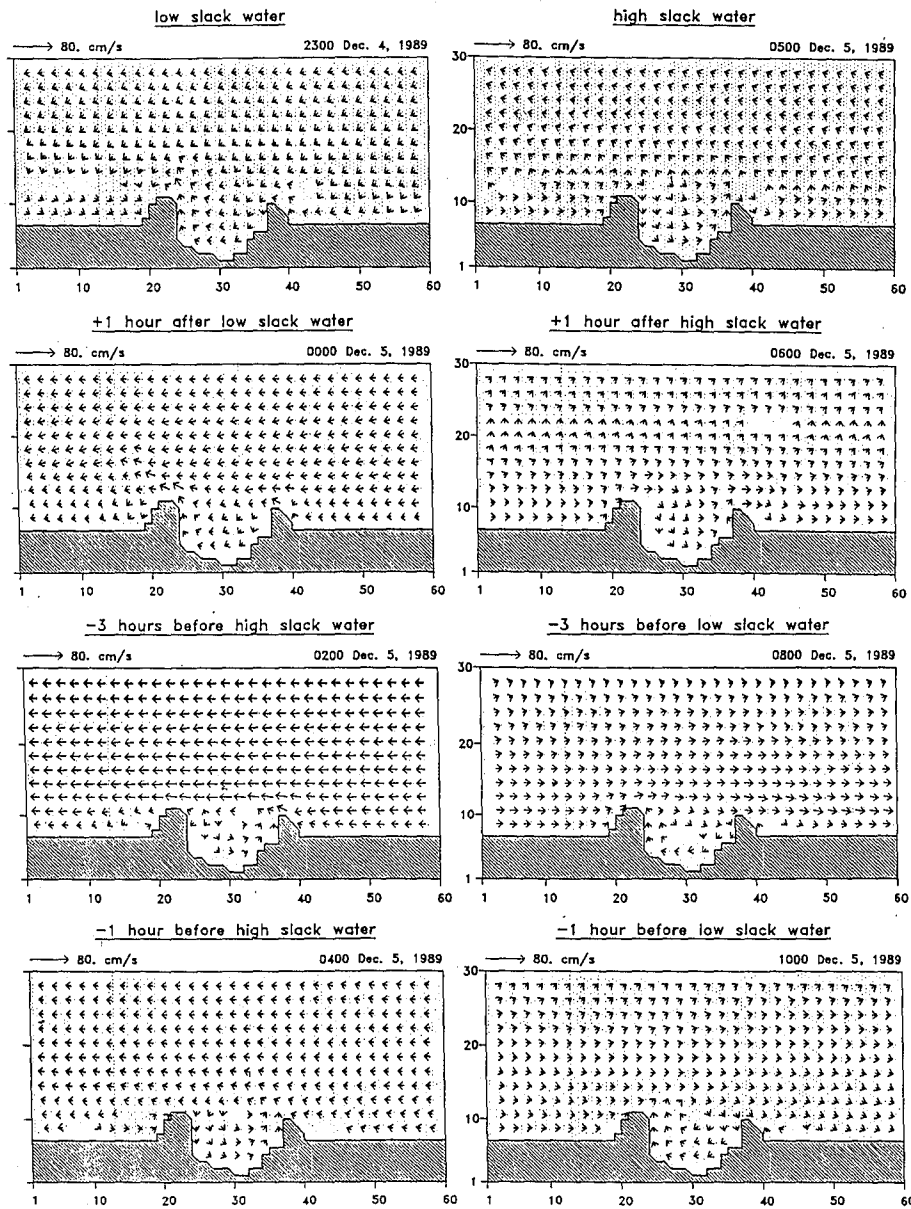 low slack water
high slack water
80. cm/s 2300 Dec. 4, 1989
80. cm/s 0500 Dec. 5, 1989
30
20
10
1
1 10 20 30 40 50 60
1 10 20 30 40 50 60
+1 hour after low slack water
+1 hour after high slack water
80. cm/s 0000 Dec. 5, 1989
80. cm/s 0600 Dec. 5, 1989
30
20
10
1
1 10 20 30 40 50 60
1 10 20 30 40 50 60
-3 hours before high slack water
-3 hours before low slack water
80. cm/s 0200 Dec. 5, 1989
80. cm/s 0800 Dec. 5, 1989
30
20
10
1
1 10 20 30 40 50 60
1 10 20 30 40 50 60
-1 hour before high slack water
-1 hour before low slack water
80. cm/s 0400 Dec. 5, 1989
80. cm/s 1000 Dec. 5, 1989
30
20
10
1
1 10 20 30 40 50 60
1 10 20 30 40 50 60